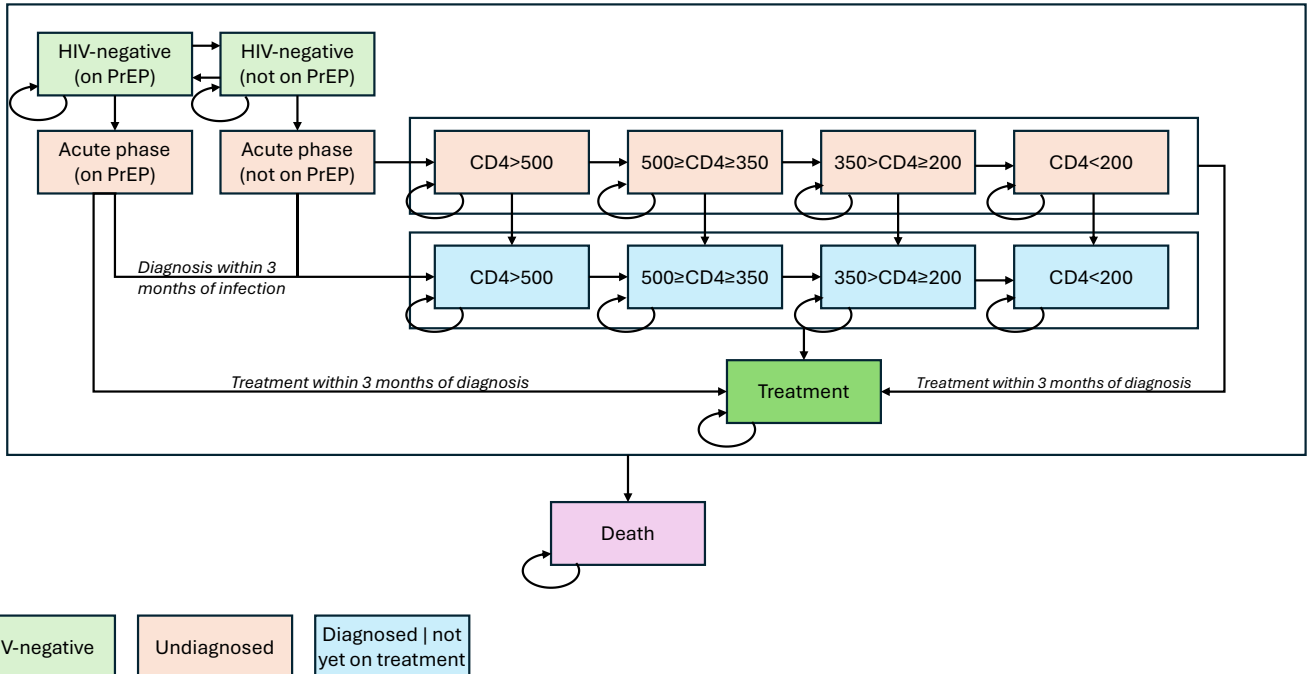 HIV-negative
(on PrEP)
HIV-negative
(not on PrEP)
Acute phase
(on PrEP)
Acute phase
(not on PrEP)
CD4>500
500≥CD4≥350
350>CD4≥200
CD4<200
Diagnosis within 3
months of infection
CD4>500
500≥CD4≥350
350>CD4≥200
CD4<200
Treatment within 3 months of diagnosis
Treatment
Treatment within 3 months of diagnosis
Death
V-negative
Undiagnosed
Diagnosed | not
yet on treatment